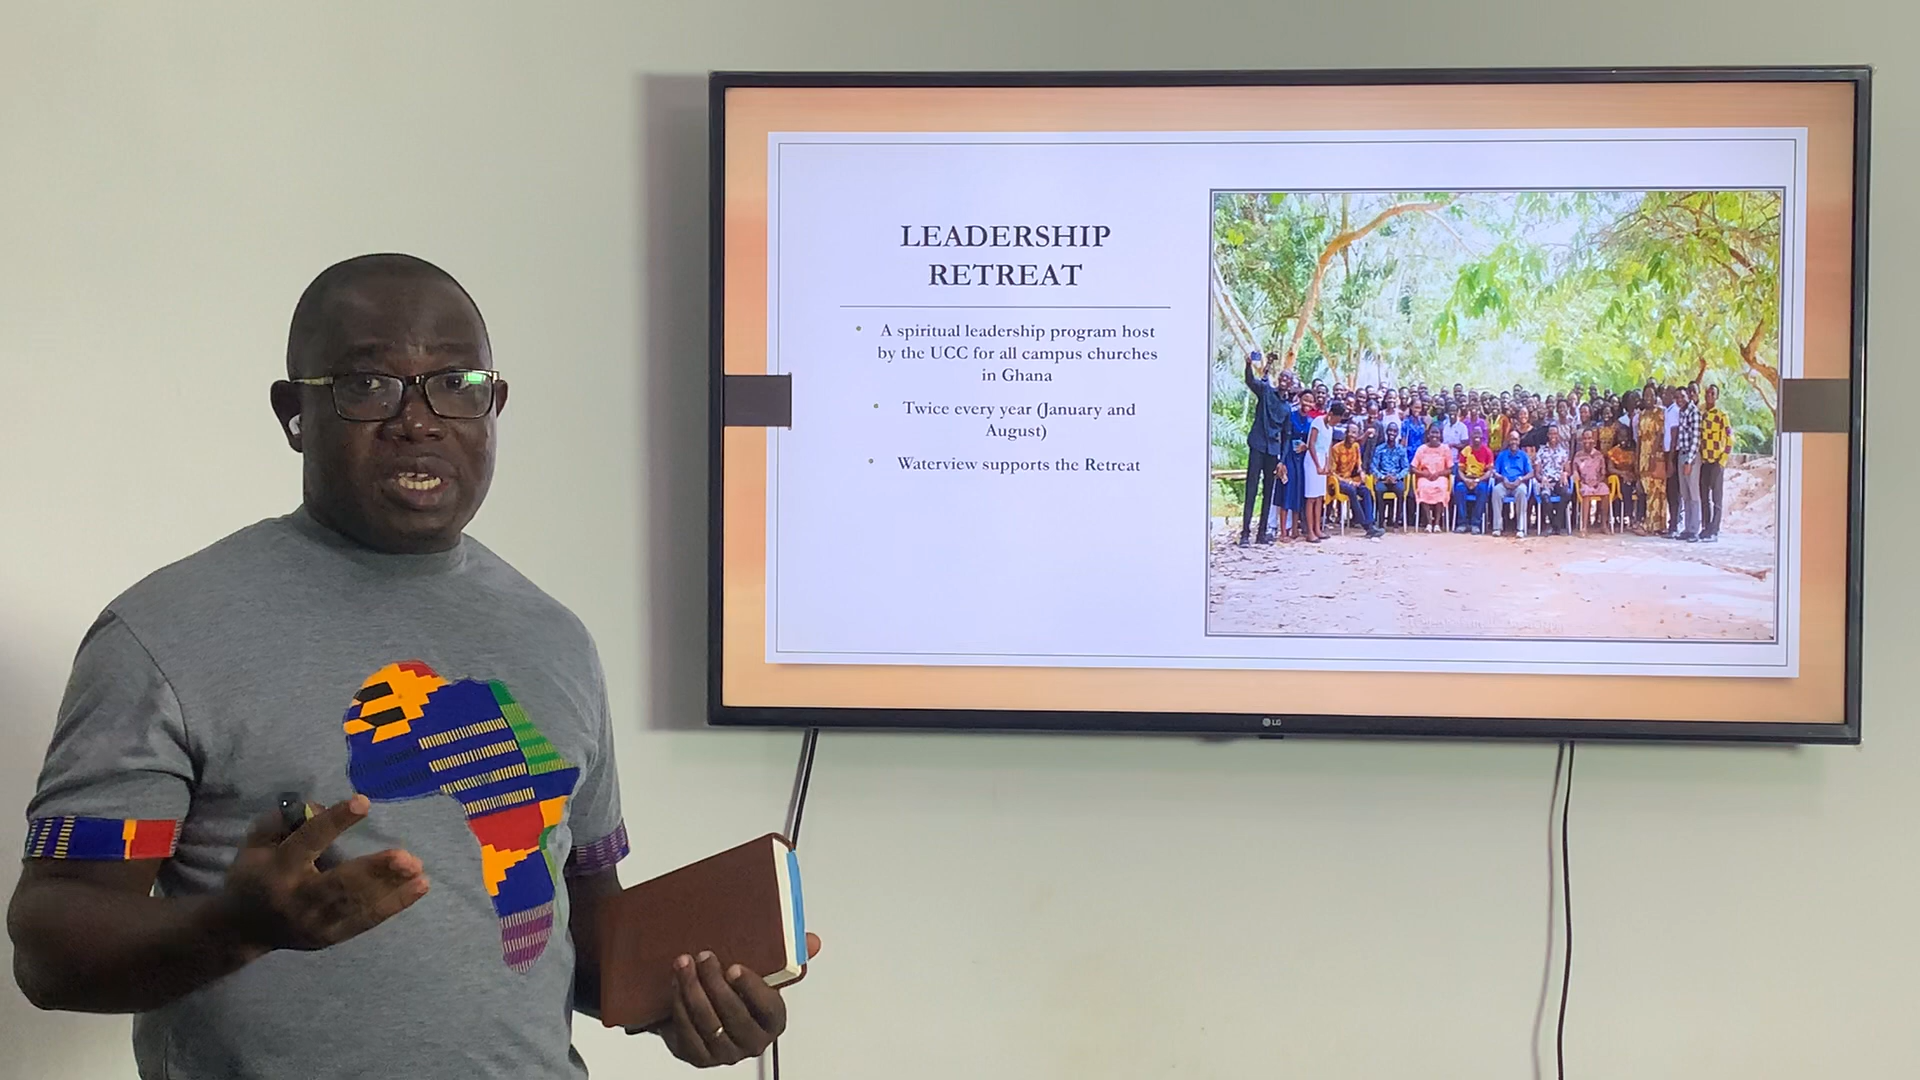 LEADERSHIP
RETREAT
• A spiritual leadership program host
by the UCC for all campus churches
in Ghana
• Twice every year (January and
August)
• Waterview supports the Retreat
LG